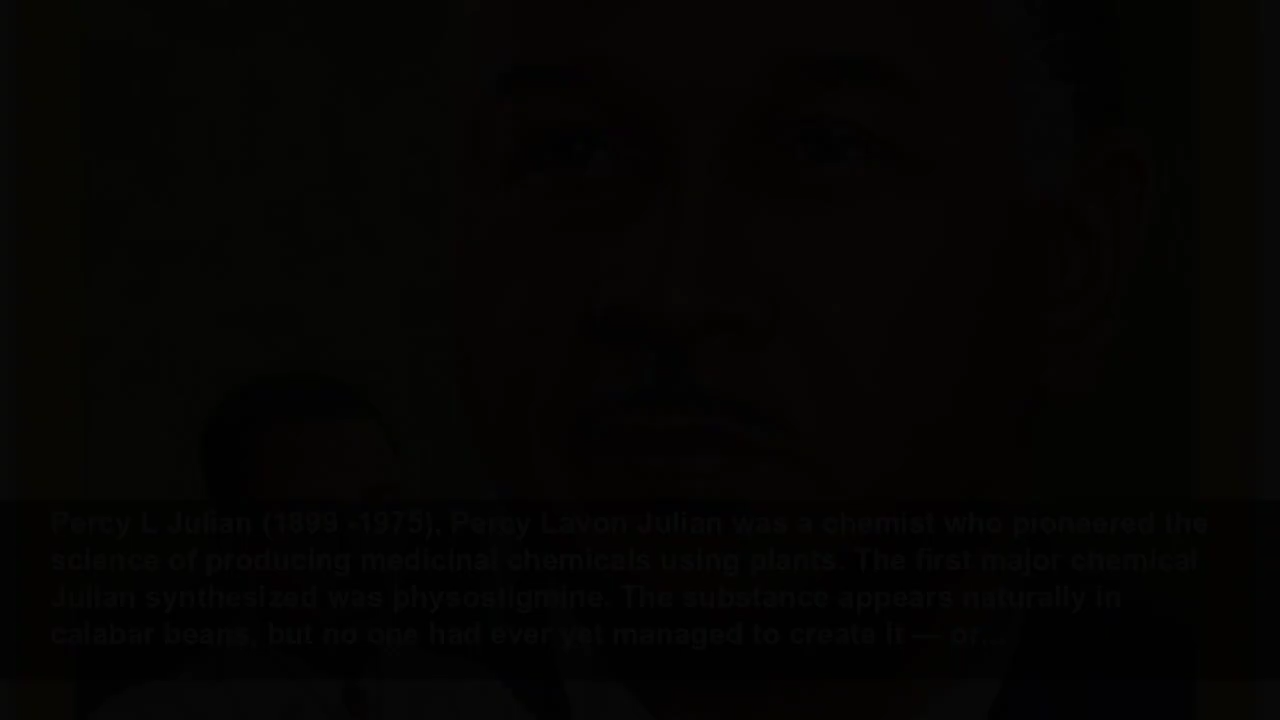 Percy L Julian (1899 -1975), Percy Lavon Julian was a chemist who pioneered the
science of producing medicinal chemicals using plants. The first major chemical
Julian synthesized was physostigmine. The substance appears naturally in
calabar beans, but no one had ever yet managed to create it — or...